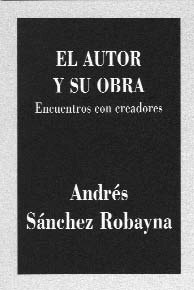 EL AUTOR
Y SU OBRA
Encuentros con creadores
Andrés
Sánchez Robayna